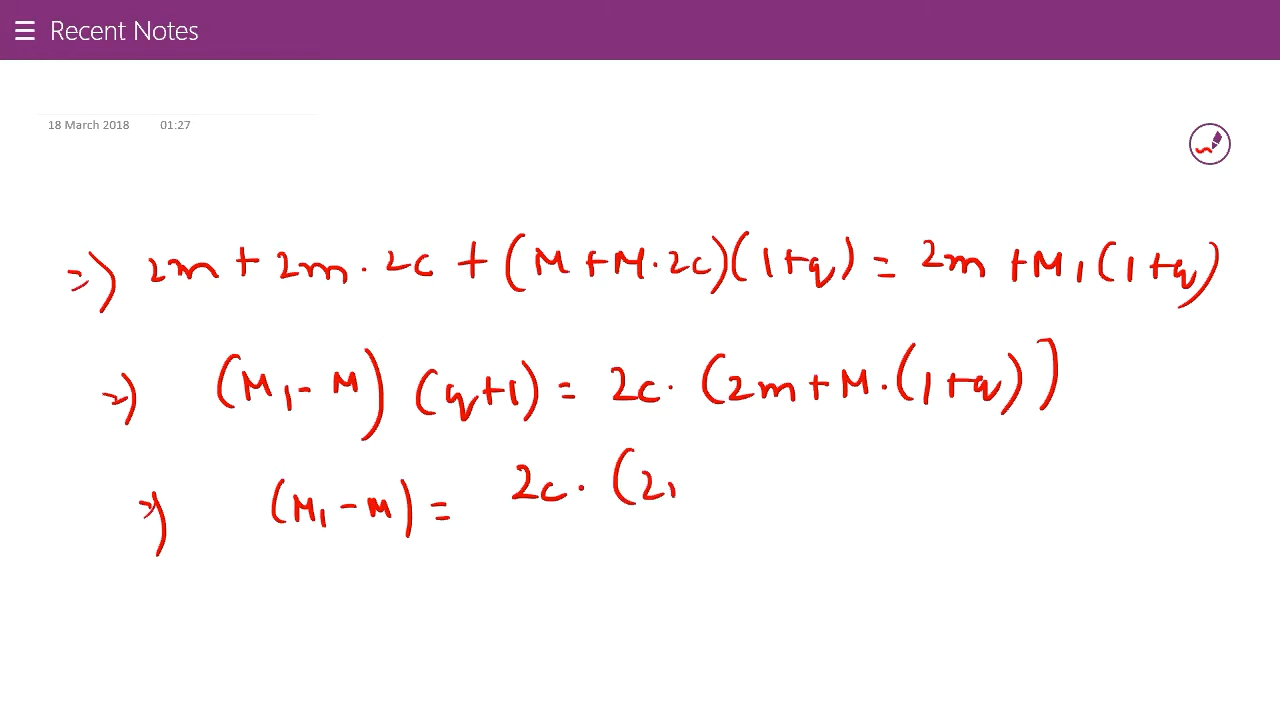 ☰ Recent Notes
18 March 2018 01:27
=> 2m + 2m · 2c + (M + M · 2c)(1+q) = 2m + M₁(1+q)
=> (M₁ - M) (q+1) = 2c · (2m + M · (1+q))
=> (M₁ - M) = 2c · (2